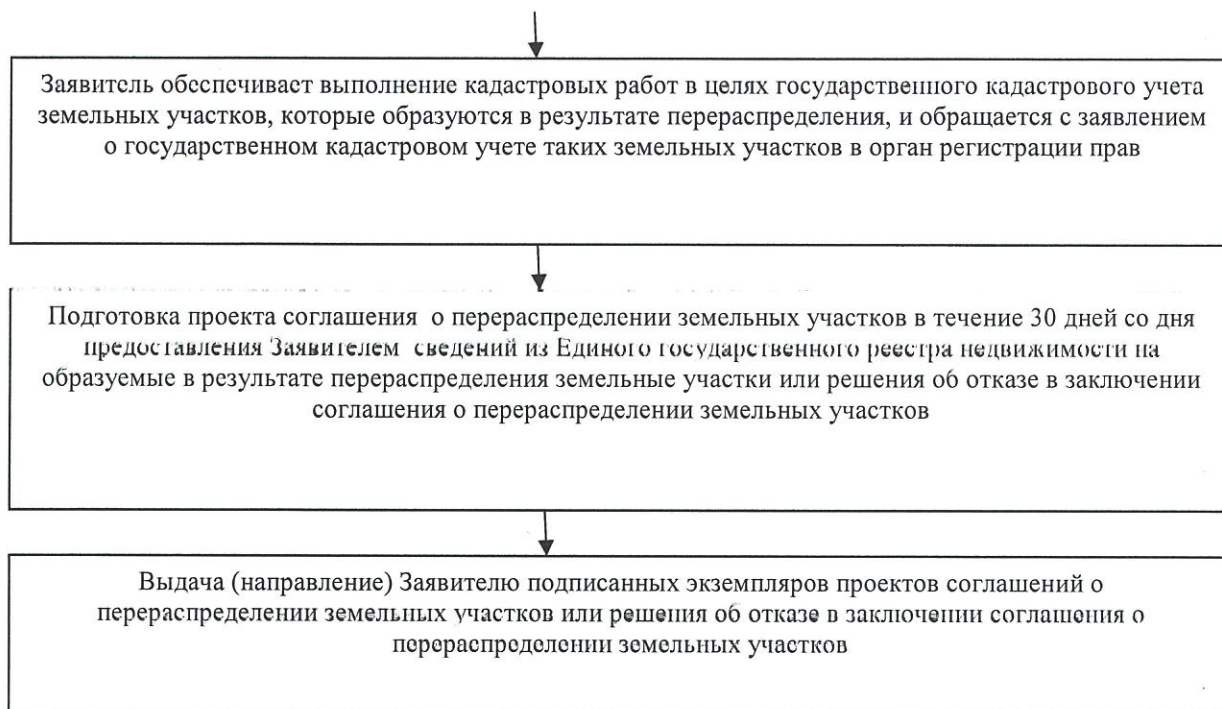 Заявитель обеспечивает выполнение кадастровых работ в целях государственного кадастрового учета
земельных участков, которые образуются в результате перераспределения, и обращается с заявлением
о государственном кадастровом учете таких земельных участков в орган регистрации прав
Подготовка проекта соглашения о перераспределении земельных участков в течение 30 дней со дня
предоставления Заявителем сведений из Единого государственного реестра недвижимости на
образуемые в результате перераспределения земельные участки или решения об отказе в заключении
соглашения о перераспределении земельных участков
Выдача (направление) Заявителю подписанных экземпляров проектов соглашений о
перераспределении земельных участков или решения об отказе в заключении соглашения о
перераспределении земельных участков